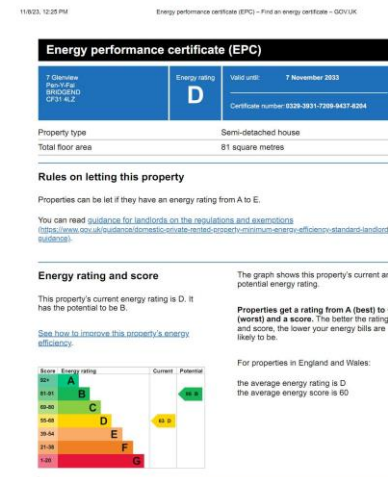 11/8/23, 12:25 PM
Energy performance certificate (EPC) – Find an energy certificate – GOV.UK
Energy performance certificate (EPC)
7 Glenview
Pen-Y-Fai
BRIDGEND
CF31 4LZ
Energy rating
D
Valid until: 7 November 2033
Certificate number: 0329-3931-7209-9437-8204
Property type Semi-detached house
Total floor area 81 square metres
Rules on letting this property
Properties can be let if they have an energy rating from A to E.
You can read guidance for landlords on the regulations and exemptions
(https://www.gov.uk/guidance/domestic-private-rented-property-minimum-energy-efficiency-standard-landlord
guidance).
Energy rating and score
This property's current energy rating is D. It
has the potential to be B.
See how to improve this property's energy
efficiency.
The graph shows this property's current an
potential energy rating.
Properties get a rating from A (best) to
(worst) and a score. The better the rating
and score, the lower your energy bills are
likely to be.
For properties in England and Wales:
the average energy rating is D
the average energy score is 60
Score Energy rating Current Potential
92+ A
81-91 B
69-80 C
55-68 D 63 D
39-54 E
21-38 F
1-20 G